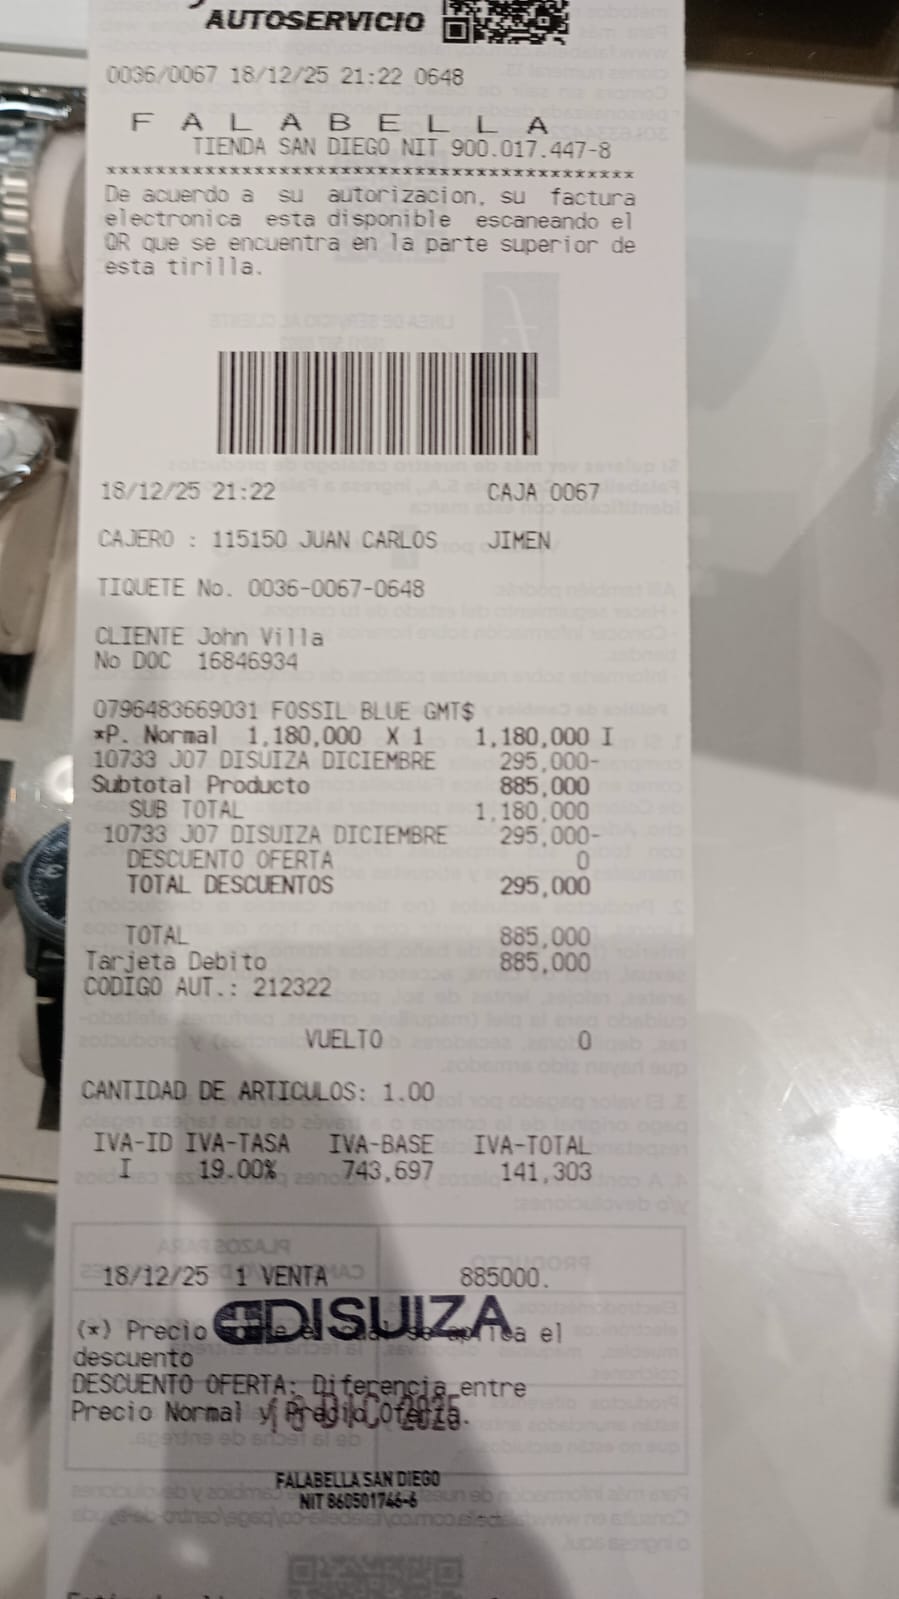 AUTOSERVICIO
0036/0067 18/12/25 21:22 0648
F A L A B E L L A
TIENDA SAN DIEGO NIT 900.017.447-8
xxxxxxxxxxxxxxxxxxxxxxxxxxxxxxxxxxxxxxxxxx
De acuerdo a su autorizacion, su factura
electronica esta disponible escaneando el
QR que se encuentra en la parte superior de
esta tirilla.
18/12/25 21:22 CAJA 0067
CAJERO : 115150 JUAN CARLOS JIMEN
TIQUETE No. 0036-0067-0648
CLIENTE John Villa
No DOC 16846934
0796483669031 FOSSIL BLUE GMT$
*P. Normal 1,180,000 X 1 1,180,000 I
10733 J07 DISUIZA DICIEMBRE 295,000-
Subtotal Producto 885,000
SUB TOTAL 1,180,000
10733 J07 DISUIZA DICIEMBRE 295,000-
DESCUENTO OFERTA 0
TOTAL DESCUENTOS 295,000
TOTAL 885,000
Tarjeta Debito 885,000
CODIGO AUT.: 212322
VUELTO 0
CANTIDAD DE ARTICULOS: 1.00
IVA-ID IVA-TASA IVA-BASE IVA-TOTAL
I 19.00% 743,697 141,303
18/12/25 1 VENTA 885000.
DISUIZA
(*) Precio el
descuento
DESCUENTO OFERTA: Diferencia entre
Precio Normal y Precio Oferta.
FALABELLA SAN DIEGO
NIT 860501746-6